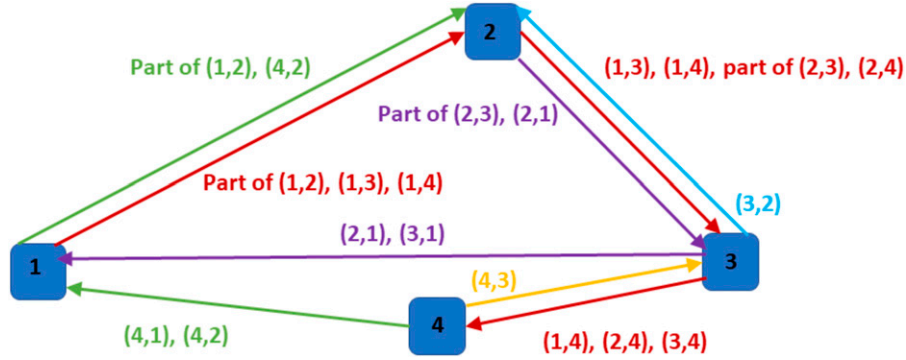 2
Part of (1,2), (4,2)
(1,3), (1,4), part of (2,3), (2,4)
Part of (2,3), (2,1)
Part of (1,2), (1,3), (1,4)
(3,2)
(2,1), (3,1)
1
3
(4,3)
4
(4,1), (4,2)
(1,4), (2,4), (3,4)